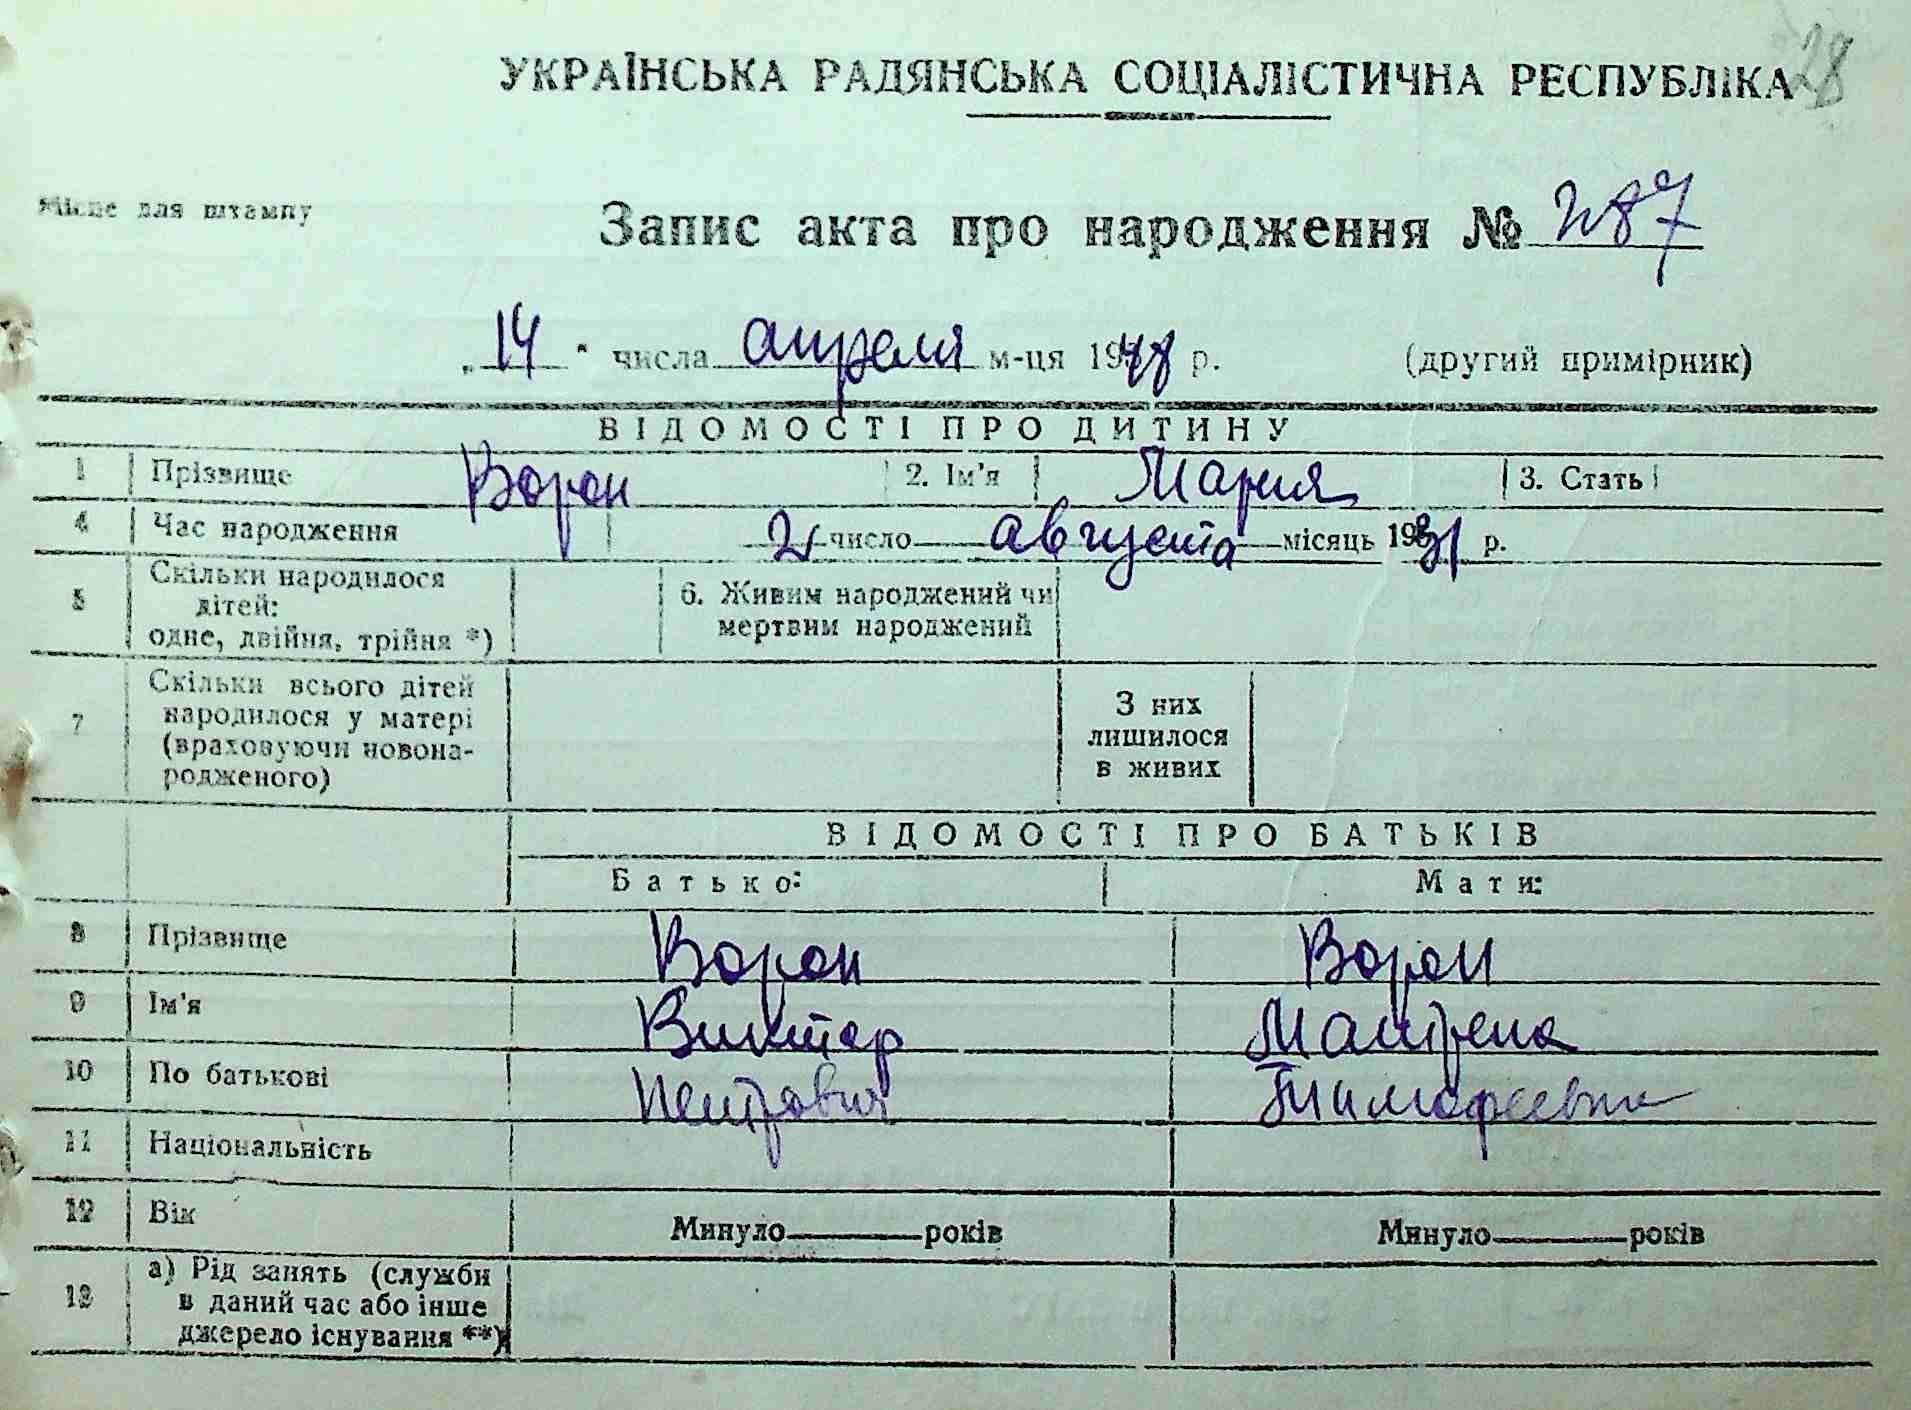 28
УКРАЇНСЬКА РАДЯНСЬКА СОЦІАЛІСТИЧНА РЕСПУБЛІКА
Місце для штампу
Запис акта про народження № 287
„14" числа апреля м-ця 1948 р. (другий примірник)
ВІДОМОСТІ ПРО ДИТИНУ
1 Прізвище Ворон 2. Ім'я Мария 3. Стать
4 Час народження 2 число августа місяць 1931 р.
5 Скільки народилося дітей: одне, двійня, трійня *) 6. Живим народжений чи мертвим народжений
7 Скільки всього дітей народилося у матері (враховуючи новонародженого) З них лишилося в живих
ВІДОМОСТІ ПРО БАТЬКІВ
Батько: Мати:
8 Прізвище Ворон Ворон
9 Ім'я Виктор Матрена
10 По батькові Петрович Тимофеевна
11 Національність
12 Вік Минуло років Минуло років
13 а) Рід занять (служби в даний час або інше джерело існування **)